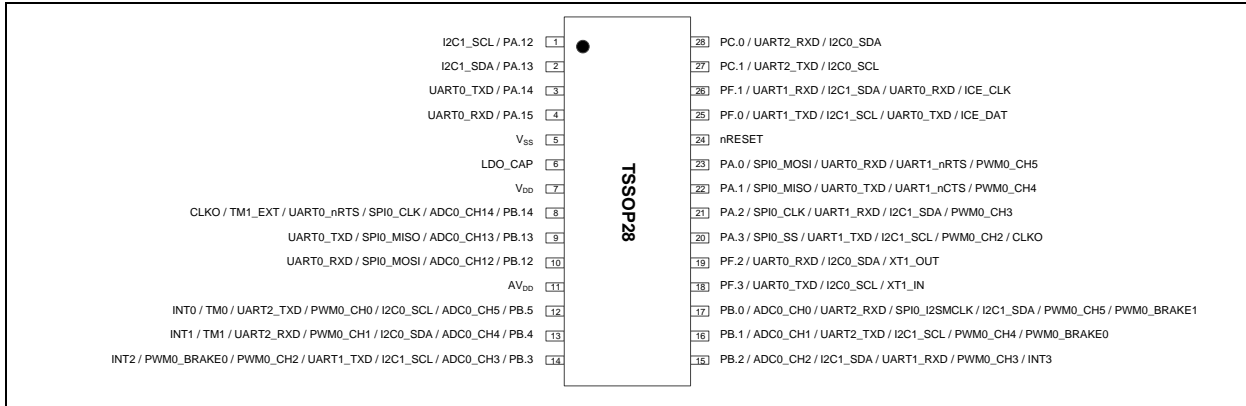 I2C1_SCL / PA.12 1
I2C1_SDA / PA.13 2
UART0_TXD / PA.14 3
UART0_RXD / PA.15 4
VSS 5
LDO_CAP 6
VDD 7
CLKO / TM1_EXT / UART0_nRTS / SPI0_CLK / ADC0_CH14 / PB.14 8
UART0_TXD / SPI0_MISO / ADC0_CH13 / PB.13 9
UART0_RXD / SPI0_MOSI / ADC0_CH12 / PB.12 10
AVDD 11
INT0 / TM0 / UART2_TXD / PWM0_CH0 / I2C0_SCL / ADC0_CH5 / PB.5 12
INT1 / TM1 / UART2_RXD / PWM0_CH1 / I2C0_SDA / ADC0_CH4 / PB.4 13
INT2 / PWM0_BRAKE0 / PWM0_CH2 / UART1_TXD / I2C1_SCL / ADC0_CH3 / PB.3 14
TSSOP28
28 PC.0 / UART2_RXD / I2C0_SDA
27 PC.1 / UART2_TXD / I2C0_SCL
26 PF.1 / UART1_RXD / I2C1_SDA / UART0_RXD / ICE_CLK
25 PF.0 / UART1_TXD / I2C1_SCL / UART0_TXD / ICE_DAT
24 nRESET
23 PA.0 / SPI0_MOSI / UART0_RXD / UART1_nRTS / PWM0_CH5
22 PA.1 / SPI0_MISO / UART0_TXD / UART1_nCTS / PWM0_CH4
21 PA.2 / SPI0_CLK / UART1_RXD / I2C1_SDA / PWM0_CH3
20 PA.3 / SPI0_SS / UART1_TXD / I2C1_SCL / PWM0_CH2 / CLKO
19 PF.2 / UART0_RXD / I2C0_SDA / XT1_OUT
18 PF.3 / UART0_TXD / I2C0_SCL / XT1_IN
17 PB.0 / ADC0_CH0 / UART2_RXD / SPI0_I2SMCLK / I2C1_SDA / PWM0_CH5 / PWM0_BRAKE1
16 PB.1 / ADC0_CH1 / UART2_TXD / I2C1_SCL / PWM0_CH4 / PWM0_BRAKE0
15 PB.2 / ADC0_CH2 / I2C1_SDA / UART1_RXD / PWM0_CH3 / INT3